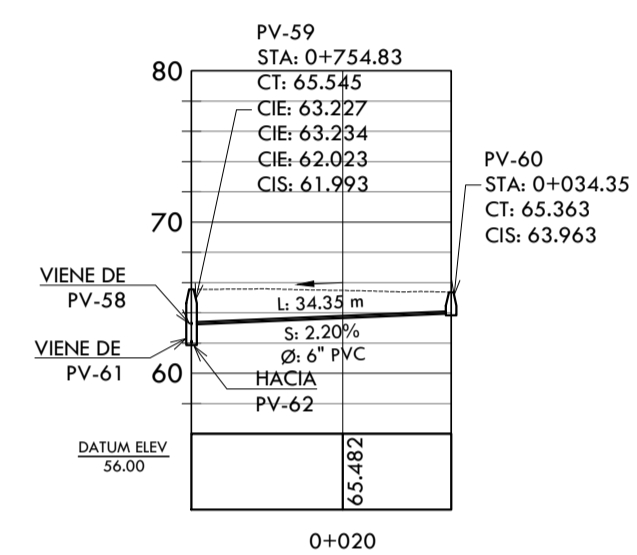 PV-59
STA: 0+754.83
CT: 65.545
CIE: 63.227
CIE: 63.234
CIE: 62.023
CIS: 61.993
80
PV-60
STA: 0+034.35
CT: 65.363
CIS: 63.963
70
VIENE DE
PV-58
L: 34.35 m
S: 2.20%
Ø: 6" PVC
VIENE DE
PV-61
60
HACIA
PV-62
DATUM ELEV
56.00
65.482
0+020